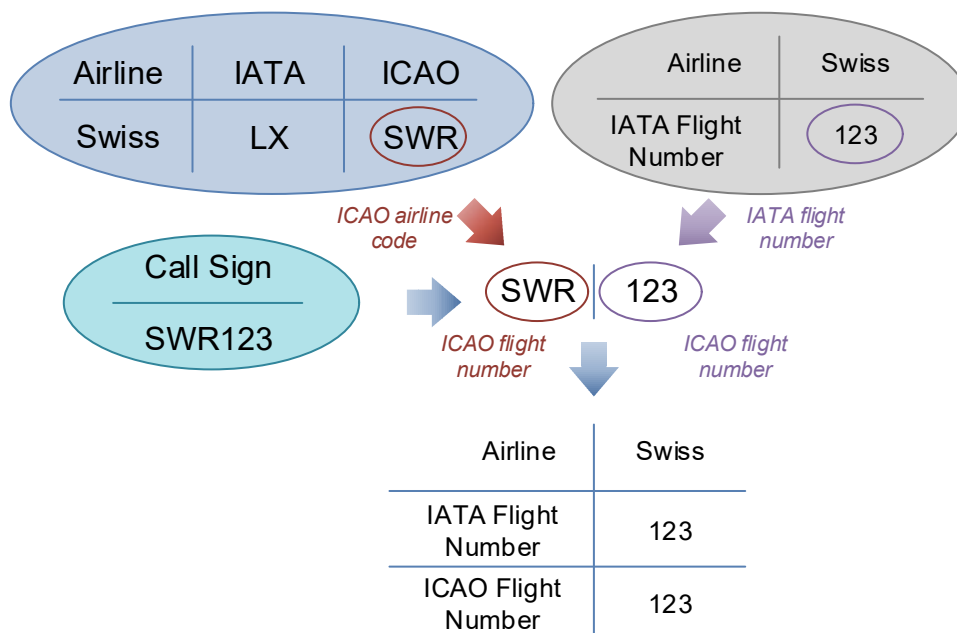 Airline IATA ICAO
Swiss LX SWR
Airline Swiss
IATA Flight
Number
123
ICAO airline
code
IATA flight
number
Call Sign
SWR123
SWR 123
ICAO flight
number
ICAO flight
number
Airline Swiss
IATA Flight
Number
123
ICAO Flight
Number
123